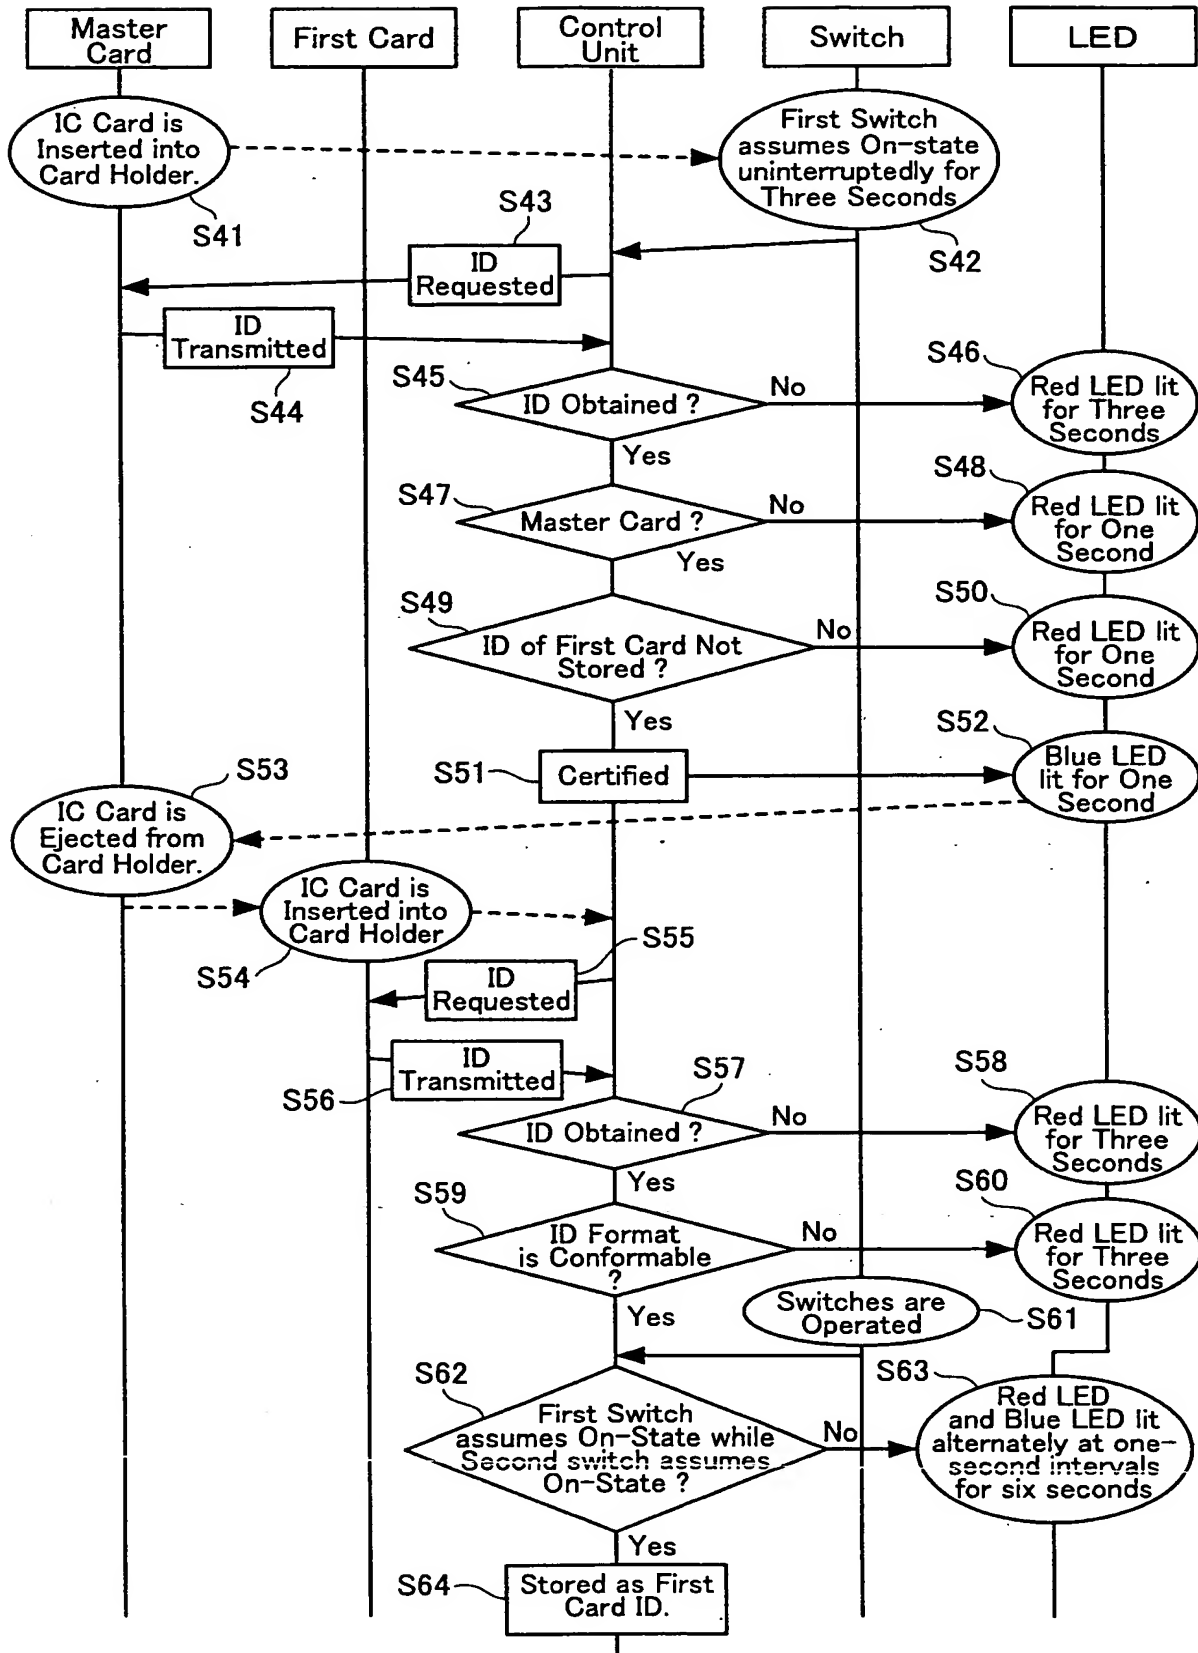 Master
Card
First Card
Control
Unit
Switch
LED
IC Card is
Inserted into
Card Holder.
S41
First Switch
assumes On-state
uninterruptedly for
Three Seconds
S42
S43
ID
Requested
ID
Transmitted
S44
S45
ID Obtained ?
No
Yes
S46
Red LED lit
for Three
Seconds
S47
Master Card ?
No
Yes
S48
Red LED lit
for One
Second
S49
ID of First Card Not
Stored ?
No
Yes
S50
Red LED lit
for One
Second
S51
Certified
S52
Blue LED
lit for One
Second
S53
IC Card is
Ejected from
Card Holder.
IC Card is
Inserted into
Card Holder
S54
S55
ID
Requested
ID
Transmitted
S56
S57
ID Obtained ?
No
Yes
S58
Red LED lit
for Three
Seconds
S59
ID Format
is Conformable
?
No
Yes
S60
Red LED lit
for Three
Seconds
Switches are
Operated
S61
S62
First Switch
assumes On-State while
Second switch assumes
On-State ?
No
Yes
S63
Red LED
and Blue LED lit
alternately at one-
second intervals
for six seconds
S64
Stored as First
Card ID.